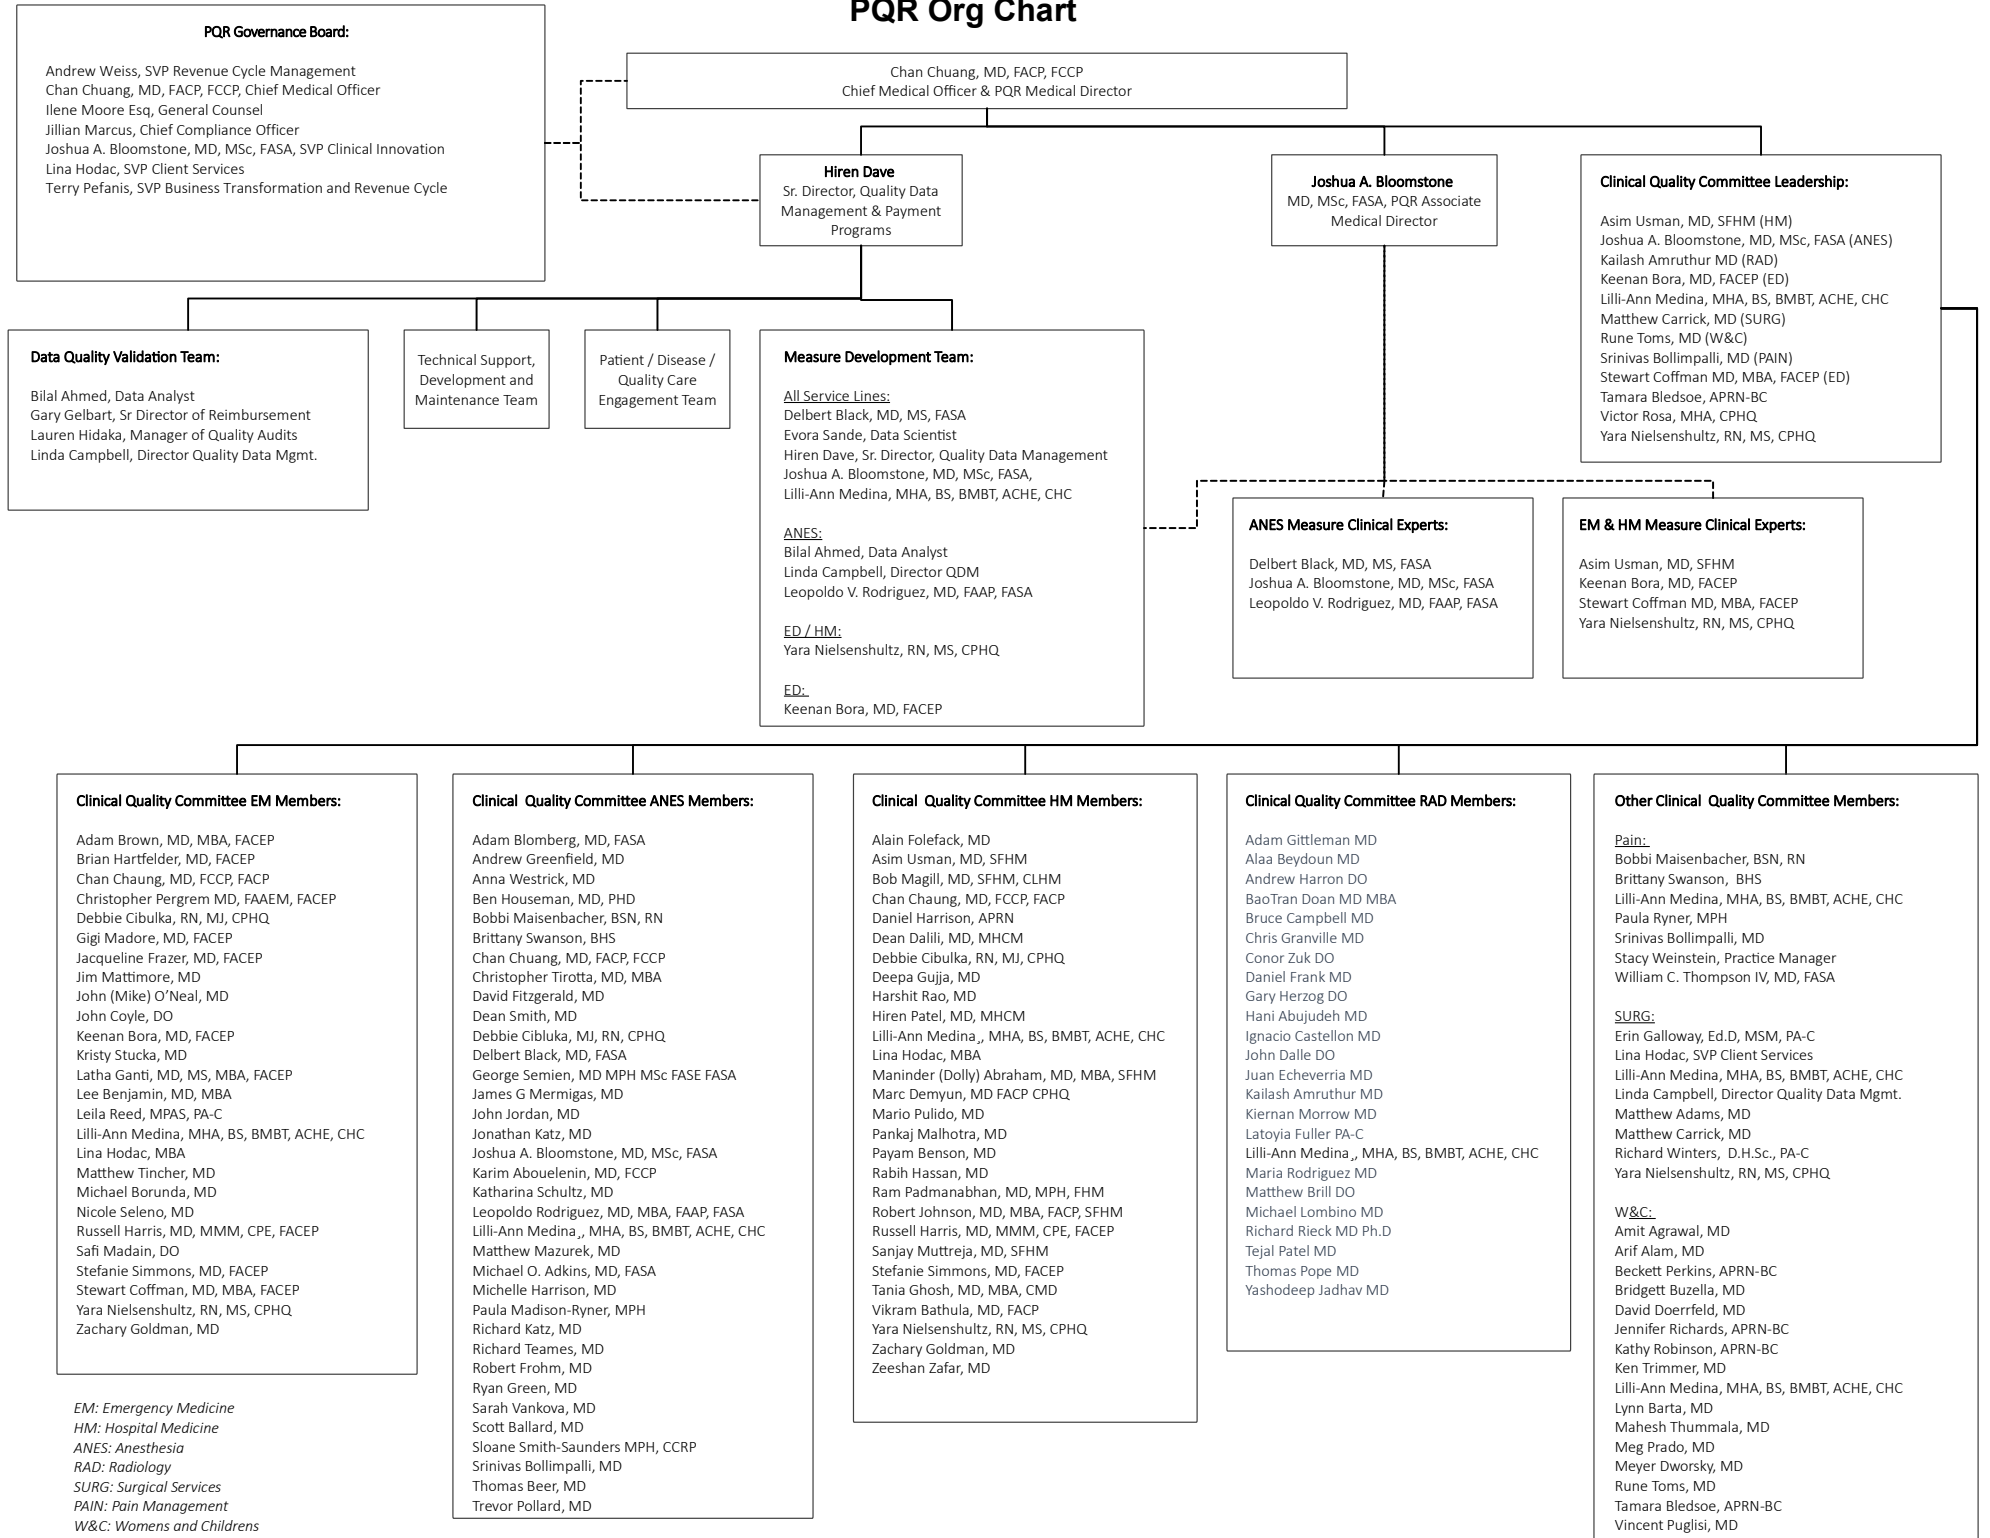 PQR Org Chart
PQR Governance Board:
Andrew Weiss, SVP Revenue Cycle Management
Chan Chuang, MD, FACP, FCCP, Chief Medical Officer
Ilene Moore Esq, General Counsel
Jillian Marcus, Chief Compliance Officer
Joshua A. Bloomstone, MD, MSc, FASA, SVP Clinical Innovation
Lina Hodac, SVP Client Services
Terry Pefanis, SVP Business Transformation and Revenue Cycle
Chan Chuang, MD, FACP, FCCP
Chief Medical Officer & PQR Medical Director
Hiren Dave
Sr. Director, Quality Data
Management & Payment
Programs
Joshua A. Bloomstone
MD, MSc, FASA, PQR Associate
Medical Director
Clinical Quality Committee Leadership:
Asim Usman, MD, SFHM (HM)
Joshua A. Bloomstone, MD, MSc, FASA (ANES)
Kailash Amruthur MD (RAD)
Keenan Bora, MD, FACEP (ED)
Lilli-Ann Medina, MHA, BS, BMBT, ACHE, CHC
Matthew Carrick, MD (SURG)
Rune Toms, MD (W&C)
Srinivas Bollimpalli, MD (PAIN)
Stewart Coffman MD, MBA, FACEP (ED)
Tamara Bledsoe, APRN-BC
Victor Rosa, MHA, CPHQ
Yara Nielsenshultz, RN, MS, CPHQ
Data Quality Validation Team:
Bilal Ahmed, Data Analyst
Gary Gelbart, Sr Director of Reimbursement
Lauren Hidaka, Manager of Quality Audits
Linda Campbell, Director Quality Data Mgmt.
Technical Support,
Development and
Maintenance Team
Patient / Disease /
Quality Care
Engagement Team
Measure Development Team:
All Service Lines:
Delbert Black, MD, MS, FASA
Evora Sande, Data Scientist
Hiren Dave, Sr. Director, Quality Data Management
Joshua A. Bloomstone, MD, MSc, FASA,
Lilli-Ann Medina, MHA, BS, BMBT, ACHE, CHC
ANES:
Bilal Ahmed, Data Analyst
Linda Campbell, Director QDM
Leopoldo V. Rodriguez, MD, FAAP, FASA
ED / HM:
Yara Nielsenshultz, RN, MS, CPHQ
ED:
Keenan Bora, MD, FACEP
ANES Measure Clinical Experts:
Delbert Black, MD, MS, FASA
Joshua A. Bloomstone, MD, MSc, FASA
Leopoldo V. Rodriguez, MD, FAAP, FASA
EM & HM Measure Clinical Experts:
Asim Usman, MD, SFHM
Keenan Bora, MD, FACEP
Stewart Coffman MD, MBA, FACEP
Yara Nielsenshultz, RN, MS, CPHQ
Clinical Quality Committee EM Members:
Adam Brown, MD, MBA, FACEP
Brian Hartfelder, MD, FACEP
Chan Chaung, MD, FCCP, FACP
Christopher Pergrem MD, FAAEM, FACEP
Debbie Cibulka, RN, MJ, CPHQ
Gigi Madore, MD, FACEP
Jacqueline Frazer, MD, FACEP
Jim Mattimore, MD
John (Mike) O’Neal, MD
John Coyle, DO
Keenan Bora, MD, FACEP
Kristy Stucka, MD
Latha Ganti, MD, MS, MBA, FACEP
Lee Benjamin, MD, MBA
Leila Reed, MPAS, PA-C
Lilli-Ann Medina, MHA, BS, BMBT, ACHE, CHC
Lina Hodac, MBA
Matthew Tincher, MD
Michael Borunda, MD
Nicole Seleno, MD
Russell Harris, MD, MMM, CPE, FACEP
Safi Madain, DO
Stefanie Simmons, MD, FACEP
Stewart Coffman, MD, MBA, FACEP
Yara Nielsenshultz, RN, MS, CPHQ
Zachary Goldman, MD
EM: Emergency Medicine
HM: Hospital Medicine
ANES: Anesthesia
RAD: Radiology
SURG: Surgical Services
PAIN: Pain Management
W&C: Womens and Childrens
Clinical Quality Committee ANES Members:
Adam Blomberg, MD, FASA
Andrew Greenfield, MD
Anna Westrick, MD
Ben Houseman, MD, PHD
Bobbi Maisenbacher, BSN, RN
Brittany Swanson, BHS
Chan Chuang, MD, FACP, FCCP
Christopher Tirotta, MD, MBA
David Fitzgerald, MD
Dean Smith, MD
Debbie Cibluka, MJ, RN, CPHQ
Delbert Black, MD, FASA
George Semien, MD MPH MSc FASE FASA
James G Mermigas, MD
John Jordan, MD
Jonathan Katz, MD
Joshua A. Bloomstone, MD, MSc, FASA
Karim Abouelenin, MD, FCCP
Katharina Schultz, MD
Leopoldo Rodriguez, MD, MBA, FAAP, FASA
Lilli-Ann Medina,, MHA, BS, BMBT, ACHE, CHC
Matthew Mazurek, MD
Michael O. Adkins, MD, FASA
Michelle Harrison, MD
Paula Madison-Ryner, MPH
Richard Katz, MD
Richard Teames, MD
Robert Frohm, MD
Ryan Green, MD
Sarah Vankova, MD
Scott Ballard, MD
Sloane Smith-Saunders MPH, CCRP
Srinivas Bollimpalli, MD
Thomas Beer, MD
Trevor Pollard, MD
Clinical Quality Committee HM Members:
Alain Folefack, MD
Asim Usman, MD, SFHM
Bob Magill, MD, SFHM, CLHM
Chan Chaung, MD, FCCP, FACP
Daniel Harrison, APRN
Dean Dalili, MD, MHCM
Debbie Cibulka, RN, MJ, CPHQ
Deepa Gujja, MD
Harshit Rao, MD
Hiren Patel, MD, MHCM
Lilli-Ann Medina,, MHA, BS, BMBT, ACHE, CHC
Lina Hodac, MBA
Maninder (Dolly) Abraham, MD, MBA, SFHM
Marc Demyun, MD FACP CPHQ
Mario Pulido, MD
Pankaj Malhotra, MD
Payam Benson, MD
Rabih Hassan, MD
Ram Padmanabhan, MD, MPH, FHM
Robert Johnson, MD, MBA, FACP, SFHM
Russell Harris, MD, MMM, CPE, FACEP
Sanjay Muttreja, MD, SFHM
Stefanie Simmons, MD, FACEP
Tania Ghosh, MD, MBA, CMD
Vikram Bathula, MD, FACP
Yara Nielsenshultz, RN, MS, CPHQ
Zachary Goldman, MD
Zeeshan Zafar, MD
Clinical Quality Committee RAD Members:
Adam Gittleman MD
Alaa Beydoun MD
Andrew Harron DO
BaoTran Doan MD MBA
Bruce Campbell MD
Chris Granville MD
Conor Zuk DO
Daniel Frank MD
Gary Herzog DO
Hani Abujudeh MD
Ignacio Castellon MD
John Dalle DO
Juan Echeverria MD
Kailash Amruthur MD
Kiernan Morrow MD
Latoyia Fuller PA-C
Lilli-Ann Medina,, MHA, BS, BMBT, ACHE, CHC
Maria Rodriguez MD
Matthew Brill DO
Michael Lombino MD
Richard Rieck MD Ph.D
Tejal Patel MD
Thomas Pope MD
Yashodeep Jadhav MD
Other Clinical Quality Committee Members:
Pain:
Bobbi Maisenbacher, BSN, RN
Brittany Swanson, BHS
Lilli-Ann Medina, MHA, BS, BMBT, ACHE, CHC
Paula Ryner, MPH
Srinivas Bollimpalli, MD
Stacy Weinstein, Practice Manager
William C. Thompson IV, MD, FASA
SURG:
Erin Galloway, Ed.D, MSM, PA-C
Lina Hodac, SVP Client Services
Lilli-Ann Medina, MHA, BS, BMBT, ACHE, CHC
Linda Campbell, Director Quality Data Mgmt.
Matthew Adams, MD
Matthew Carrick, MD
Richard Winters, D.H.Sc., PA-C
Yara Nielsenshultz, RN, MS, CPHQ
W&C:
Amit Agrawal, MD
Arif Alam, MD
Beckett Perkins, APRN-BC
Bridgett Buzella, MD
David Doerrfeld, MD
Jennifer Richards, APRN-BC
Kathy Robinson, APRN-BC
Ken Trimmer, MD
Lilli-Ann Medina, MHA, BS, BMBT, ACHE, CHC
Lynn Barta, MD
Mahesh Thummala, MD
Meg Prado, MD
Meyer Dworsky, MD
Rune Toms, MD
Tamara Bledsoe, APRN-BC
Vincent Puglisi, MD